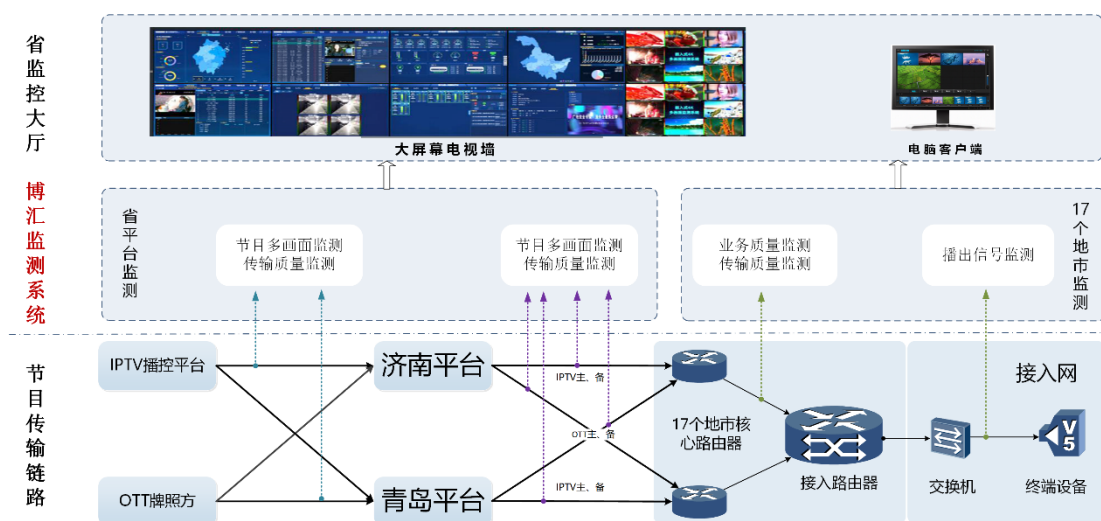 省监控大厅
大屏幕电视墙
电脑客户端
博汇监测系统
省平台监测
节目多画面监测
传输质量监测
节目多画面监测
传输质量监测
业务质量监测
传输质量监测
播出信号监测
17个地市监测
节目传输链路
IPTV播控平台
济南平台
IPTV主、备
OTT主、备
17个地市核
心路由器
接入网
V5
OTT牌照方
青岛平台
IPTV主、备
接入路由器
交换机
终端设备